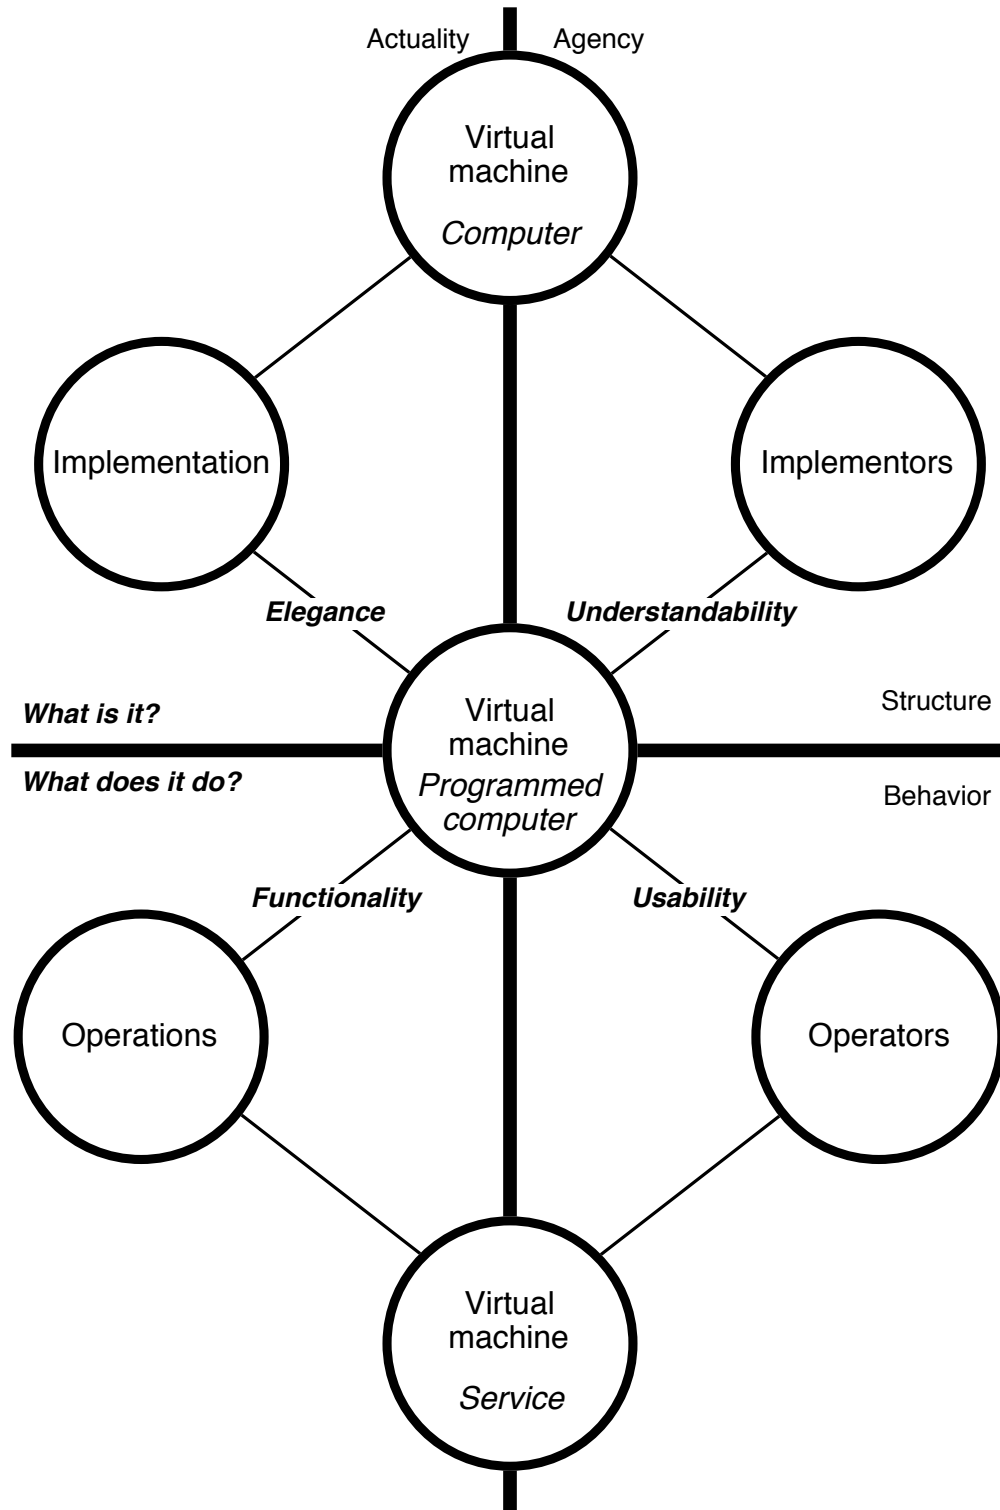 Actuality
Agency
Virtual
machine
Computer
Implementation
Implementors
Elegance
Understandability
What is it?
Structure
Virtual
machine
Programmed
computer
What does it do?
Behavior
Functionality
Usability
Operations
Operators
Virtual
machine
Service